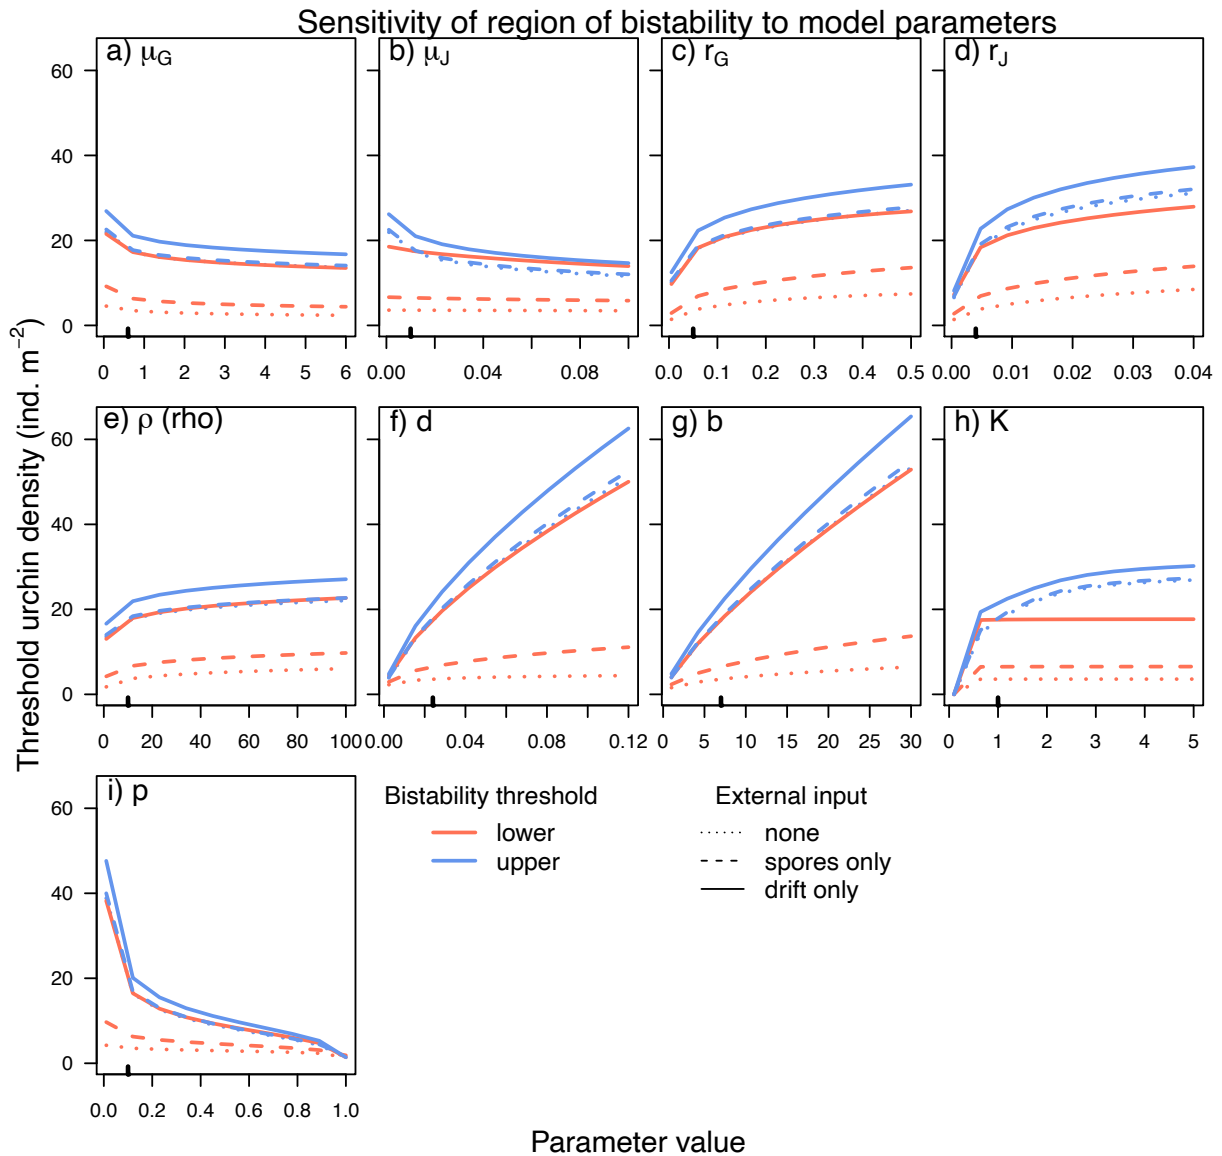 Sensitivity of region of bistability to model parameters
a) μG
b) μJ
c) rG
d) rJ
60
40
20
0
0 1 2 3 4 5 6
0.00 0.04 0.08
0.0 0.1 0.2 0.3 0.4 0.5
0.00 0.01 0.02 0.03 0.04
Threshold urchin density (ind. m−2)
e) ρ (rho)
f) d
g) b
h) K
60
40
20
0
0 20 40 60 80 100
0.00 0.04 0.08 0.12
0 5 10 15 20 25 30
0 1 2 3 4 5
i) p
60
40
20
0
0.0 0.2 0.4 0.6 0.8 1.0
Bistability threshold
lower
upper
External input
none
spores only
drift only
Parameter value